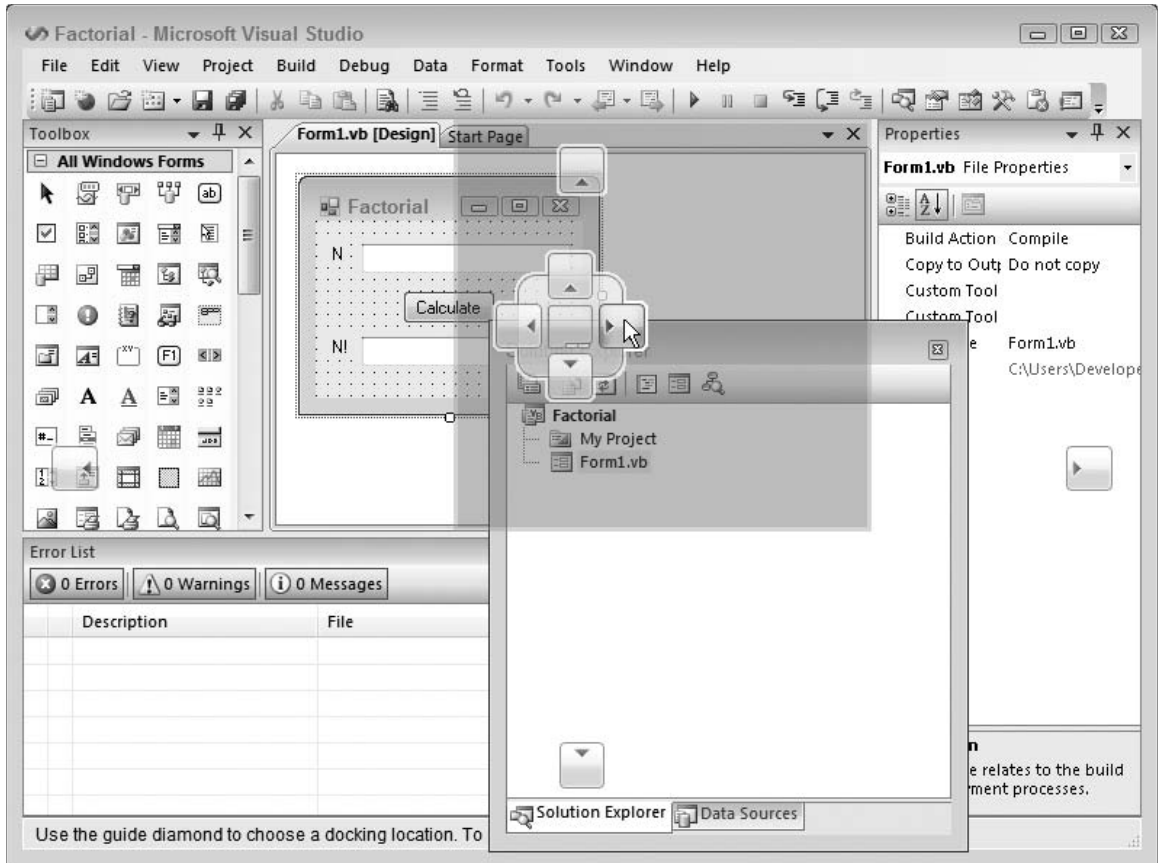 Factorial - Microsoft Visual Studio
File Edit View Project Build Debug Data Format Tools Window Help
Toolbox
Form1.vb [Design] Start Page
Properties
All Windows Forms
Form1.vb File Properties
Factorial
N
Calculate
N!
Build Action Compile
Copy to Outp Do not copy
Custom Tool
Custom Tool
e Form1.vb
C:\Users\Develope
Factorial
My Project
Form1.vb
Error List
0 Errors 0 Warnings 0 Messages
Description File
Solution Explorer Data Sources
n
e relates to the build
ment processes.
Use the guide diamond to choose a docking location. To